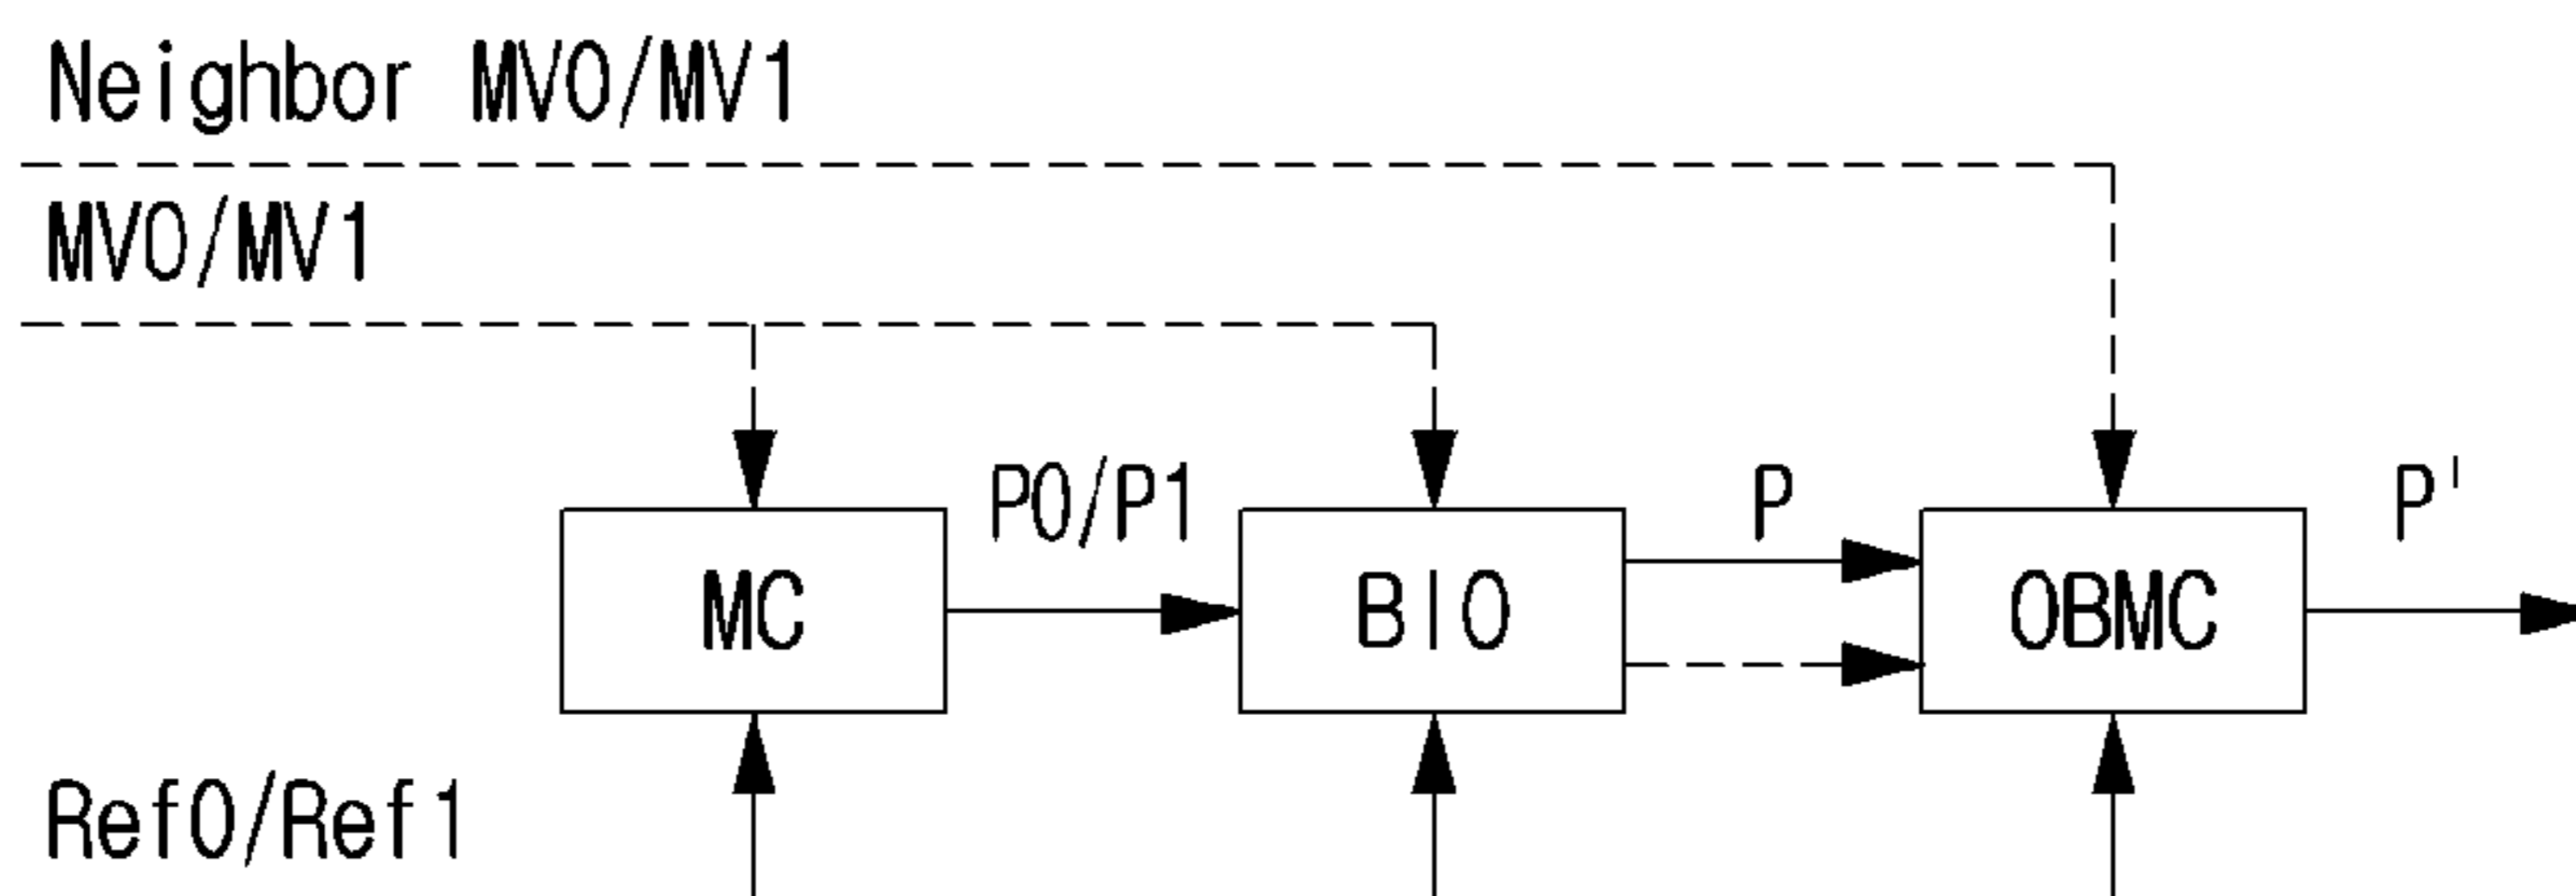 Neighbor MV0/MV1
MV0/MV1
P0/P1
P
P'
MC
BIO
OBMC
Ref0/Ref1